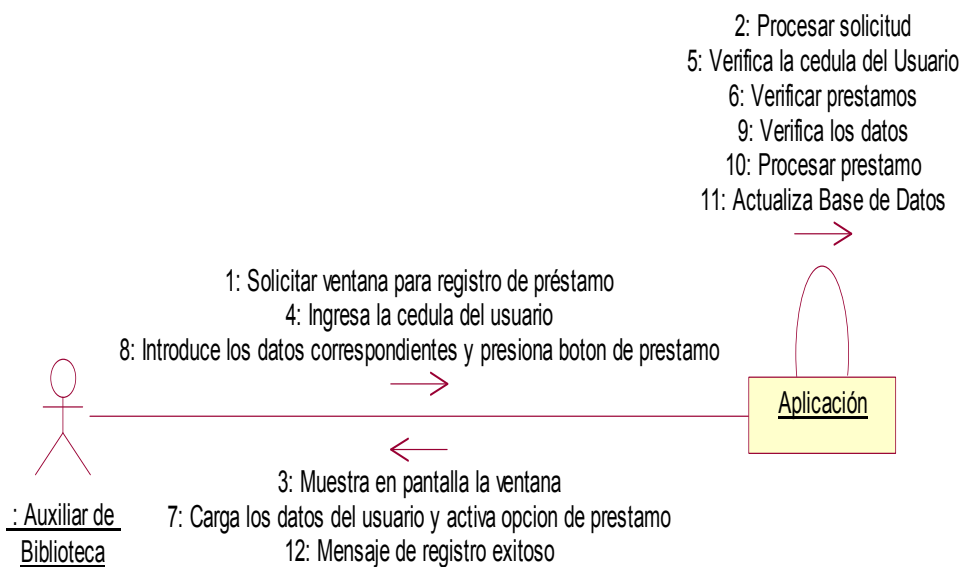 2: Procesar solicitud
5: Verifica la cedula del Usuario
6: Verificar prestamos
9: Verifica los datos
10: Procesar prestamo
11: Actualiza Base de Datos
1: Solicitar ventana para registro de préstamo
4: Ingresa la cedula del usuario
8: Introduce los datos correspondientes y presiona boton de prestamo
Aplicación
3: Muestra en pantalla la ventana
7: Carga los datos del usuario y activa opcion de prestamo
12: Mensaje de registro exitoso
: Auxiliar de
Biblioteca